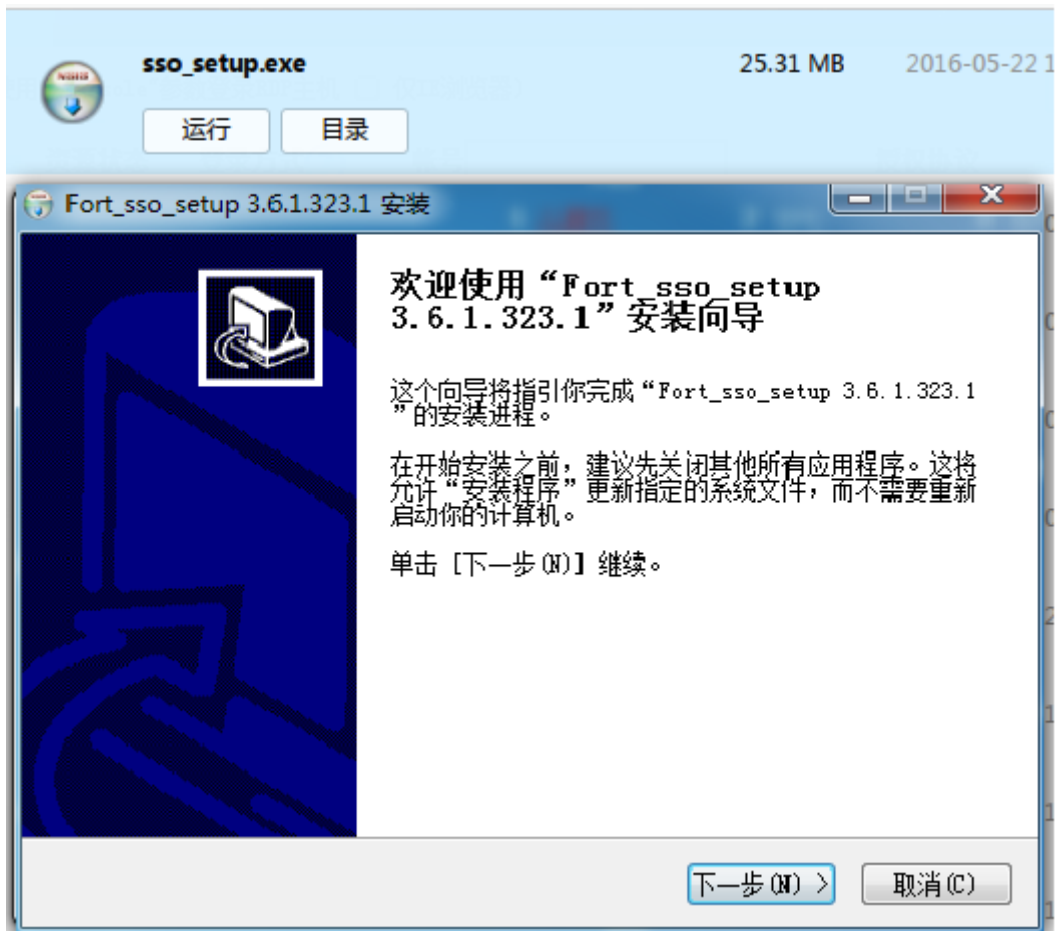 sso_setup.exe
25.31 MB
2016-05-22 1
运行
目录
Fort_sso_setup 3.6.1.323.1 安装
欢迎使用“Fort_sso_setup
3.6.1.323.1”安装向导
这个向导将指引你完成“Fort_sso_setup 3.6.1.323.1
”的安装进程。
在开始安装之前，建议先关闭其他所有应用程序。这将
允许“安装程序”更新指定的系统文件，而不需要重新
启动你的计算机。
单击 [下一步(N)] 继续。
下一步(N) >
取消(C)